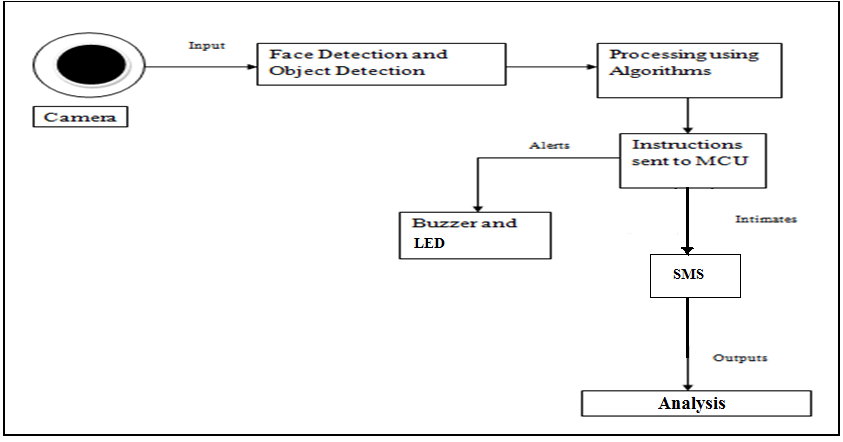 Input
Face Detection and
Object Detection
Processing using
Algorithms
Camera
Alerts
Instructions
sent to MCU
Buzzer and
LED
Intimates
SMS
Outputs
Analysis